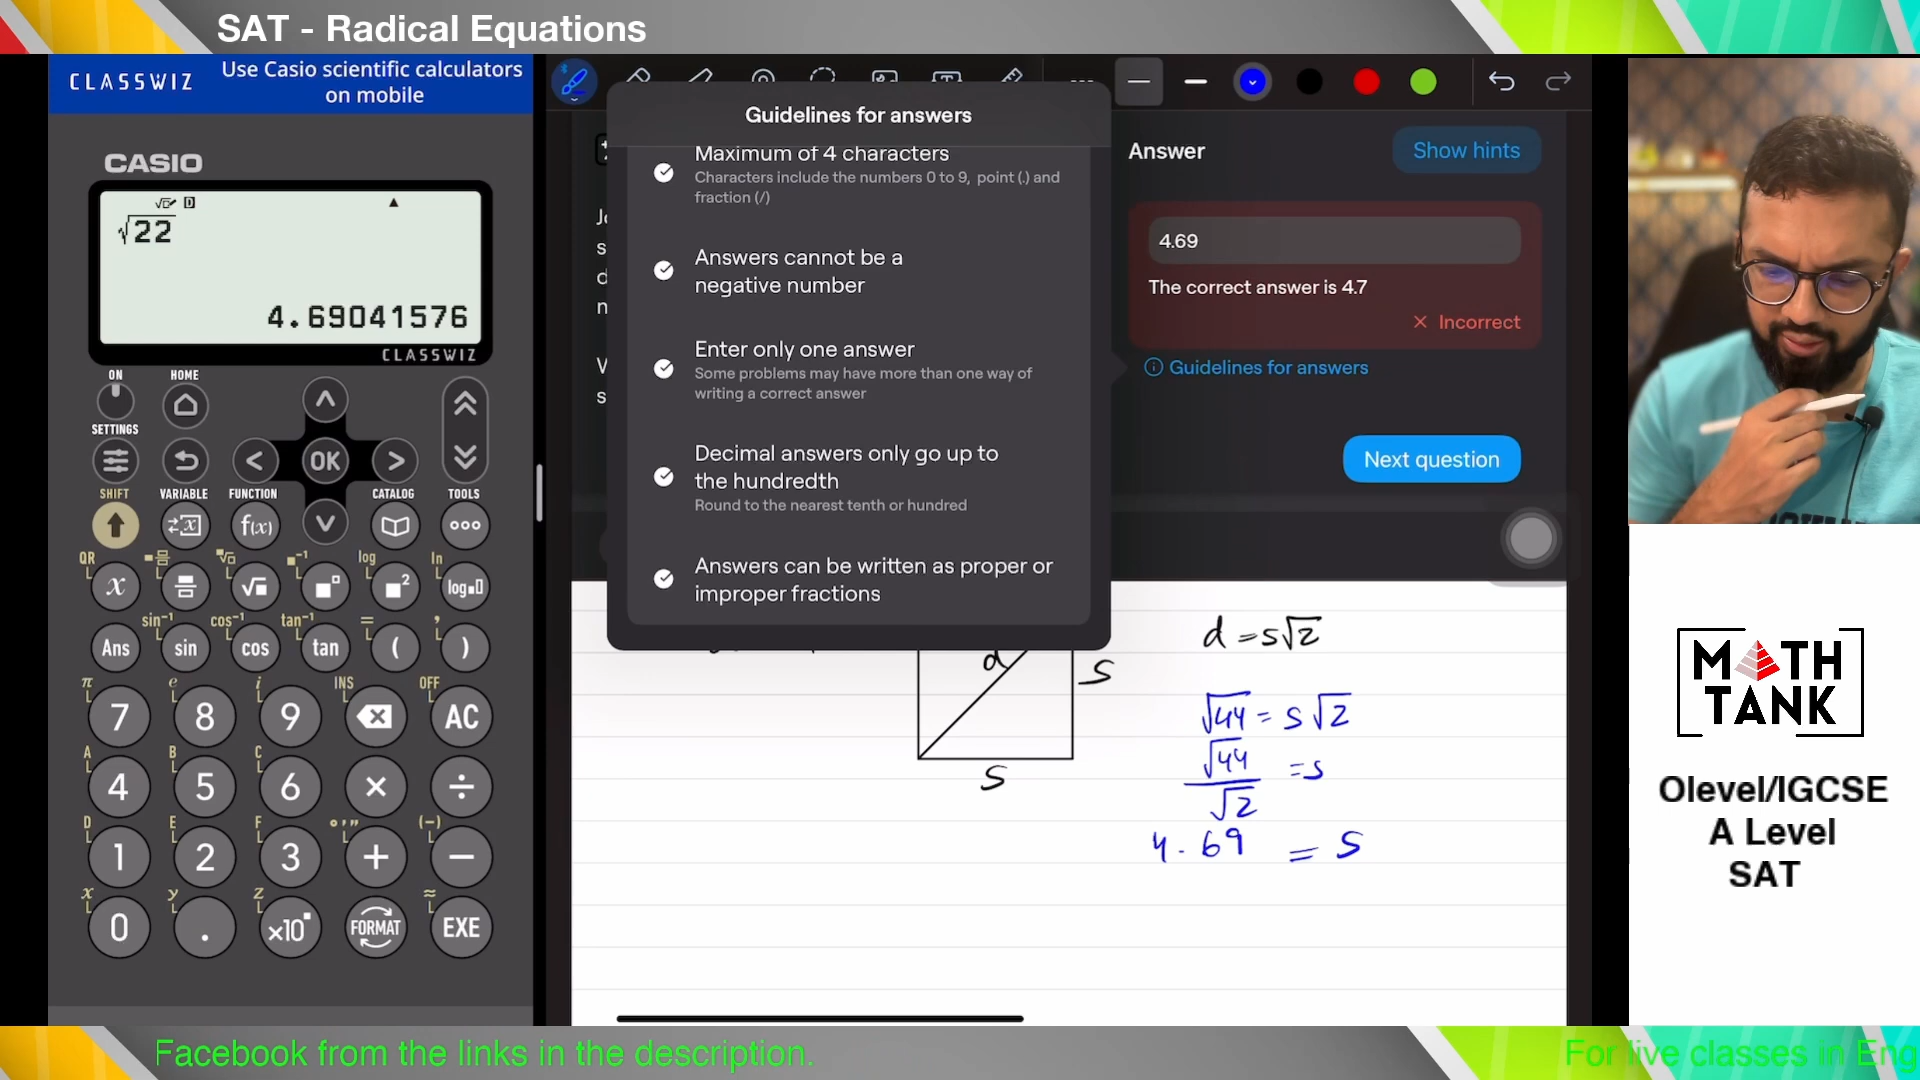 SAT - Radical Equations
CLASSWIZ
Use Casio scientific calculators
on mobile
CASIO
√22
4.69041576
CLASSWIZ
ON
HOME
SETTINGS
OK
SHIFT
VARIABLE
FUNCTION
CATALOG
TOOLS
f(x)
QR
log
ln
x
log
sin⁻¹
cos⁻¹
tan⁻¹
=
,
Ans
sin
cos
tan
(
)
π
e
i
INS
OFF
7
8
9
AC
A
B
C
4
5
6
×
÷
D
E
F
(−)
1
2
3
+
−
x
y
z
≈
0
.
×10
FORMAT
EXE
Guidelines for answers
Maximum of 4 characters
Characters include the numbers 0 to 9, point (.) and
fraction (/)
Answers cannot be a
negative number
Enter only one answer
Some problems may have more than one way of
writing a correct answer
Decimal answers only go up to
the hundredth
Round to the nearest tenth or hundred
Answers can be written as proper or
improper fractions
Answer
Show hints
4.69
The correct answer is 4.7
× Incorrect
Guidelines for answers
Next question
d
S
S
d = s√2
√44 = s√2
√44
√2
= s
4.69 = S
MATH
TANK
Olevel/IGCSE
A Level
SAT
Facebook from the links in the description.
For live classes in Eng